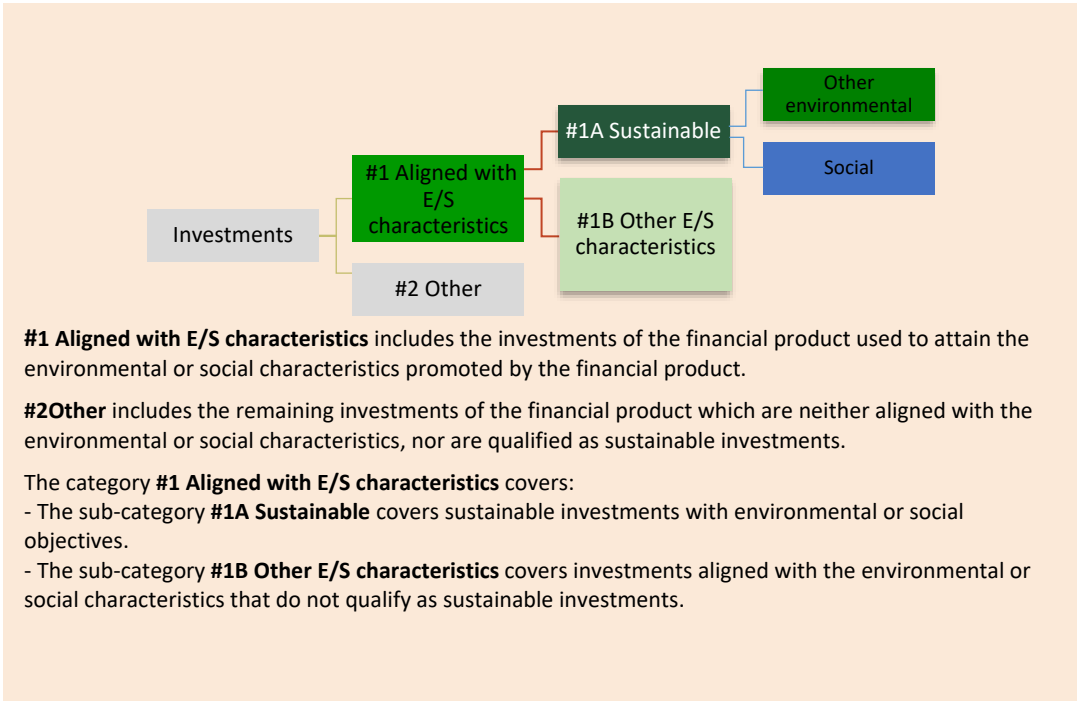 Other
environmental
#1A Sustainable
Social
#1 Aligned with
E/S
characteristics
#1B Other E/S
characteristics
Investments
#2 Other
#1 Aligned with E/S characteristics includes the investments of the financial product used to attain the
environmental or social characteristics promoted by the financial product.
#2Other includes the remaining investments of the financial product which are neither aligned with the
environmental or social characteristics, nor are qualified as sustainable investments.
The category #1 Aligned with E/S characteristics covers:
- The sub-category #1A Sustainable covers sustainable investments with environmental or social
objectives.
- The sub-category #1B Other E/S characteristics covers investments aligned with the environmental or
social characteristics that do not qualify as sustainable investments.